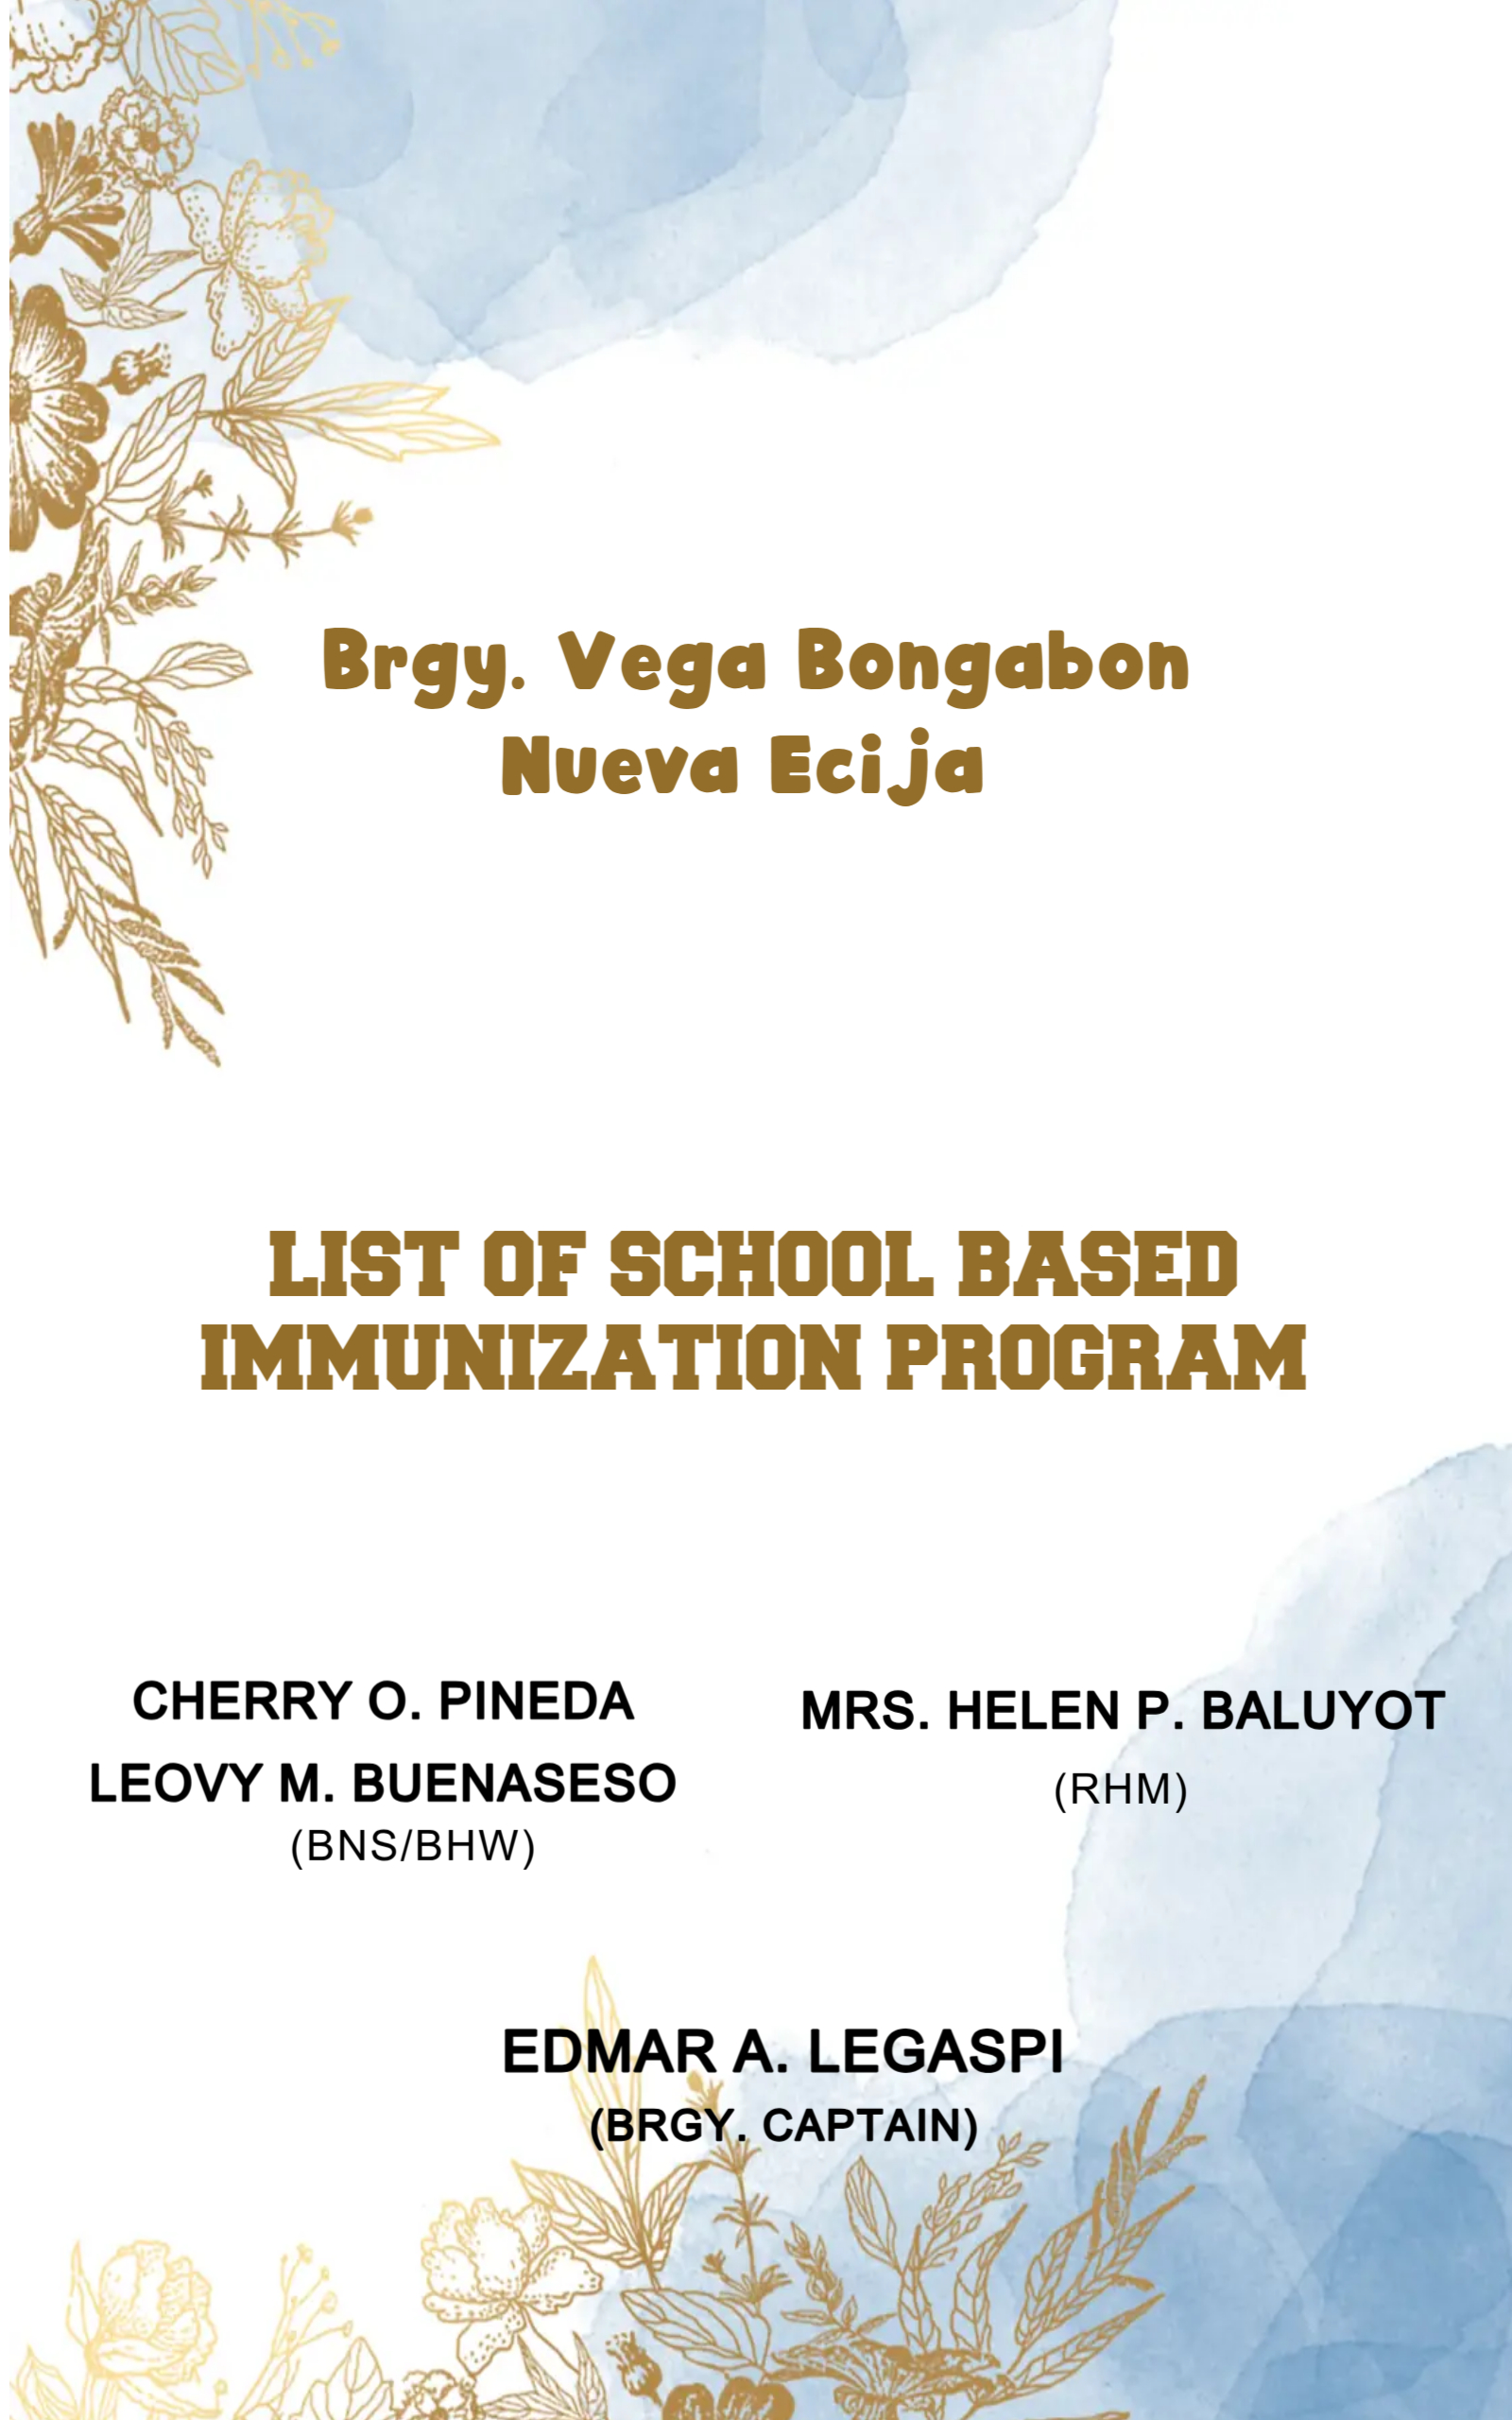 Brgy. Vega Bongabon
Nueva Ecija
LIST OF SCHOOL BASED
IMMUNIZATION PROGRAM
CHERRY O. PINEDA
LEOVY M. BUENASESO
(BNS/BHW)
MRS. HELEN P. BALUYOT
(RHM)
EDMAR A. LEGASPI
(BRGY. CAPTAIN)